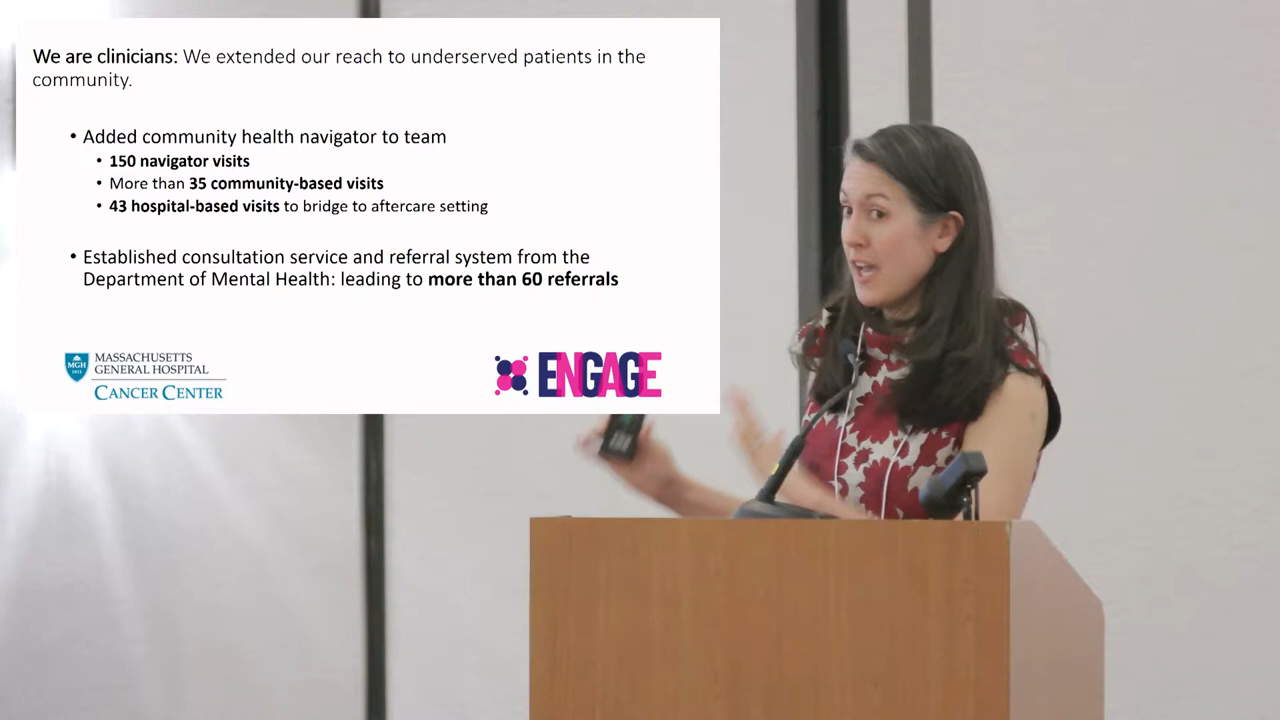 We are clinicians: We extended our reach to underserved patients in the
community.
• Added community health navigator to team
• 150 navigator visits
• More than 35 community-based visits
• 43 hospital-based visits to bridge to aftercare setting
• Established consultation service and referral system from the
Department of Mental Health: leading to more than 60 referrals
MGH
1811
MASSACHUSETTS
GENERAL HOSPITAL
CANCER CENTER
ENGAGE